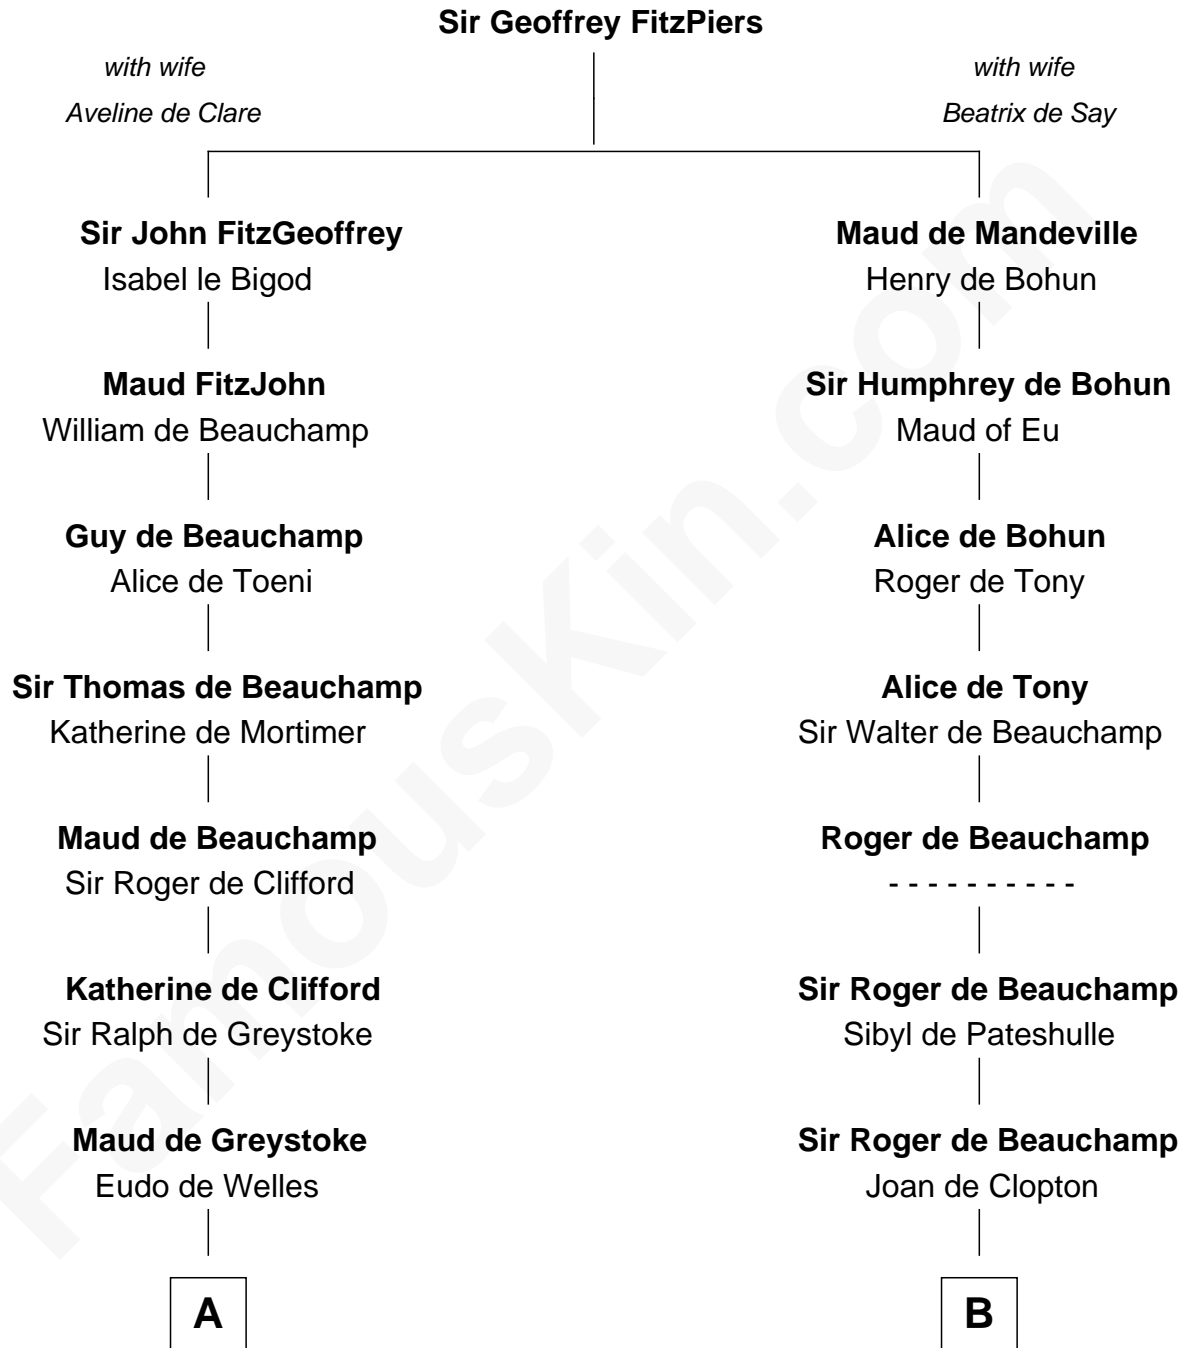 Sir Geoffrey FitzPiers
with wife
Aveline de Clare
with wife
Beatrix de Say
Sir John FitzGeoffrey
Isabel le Bigod
Maud de Mandeville
Henry de Bohun
Maud FitzJohn
William de Beauchamp
Sir Humphrey de Bohun
Maud of Eu
Guy de Beauchamp
Alice de Toeni
Alice de Bohun
Roger de Tony
Sir Thomas de Beauchamp
Katherine de Mortimer
Alice de Tony
Sir Walter de Beauchamp
Maud de Beauchamp
Sir Roger de Clifford
Roger de Beauchamp
- - - - - - - - - -
Katherine de Clifford
Sir Ralph de Greystoke
Sir Roger de Beauchamp
Sibyl de Pateshulle
Maud de Greystoke
Eudo de Welles
Sir Roger de Beauchamp
Joan de Clopton
A
B
FamousKin.com